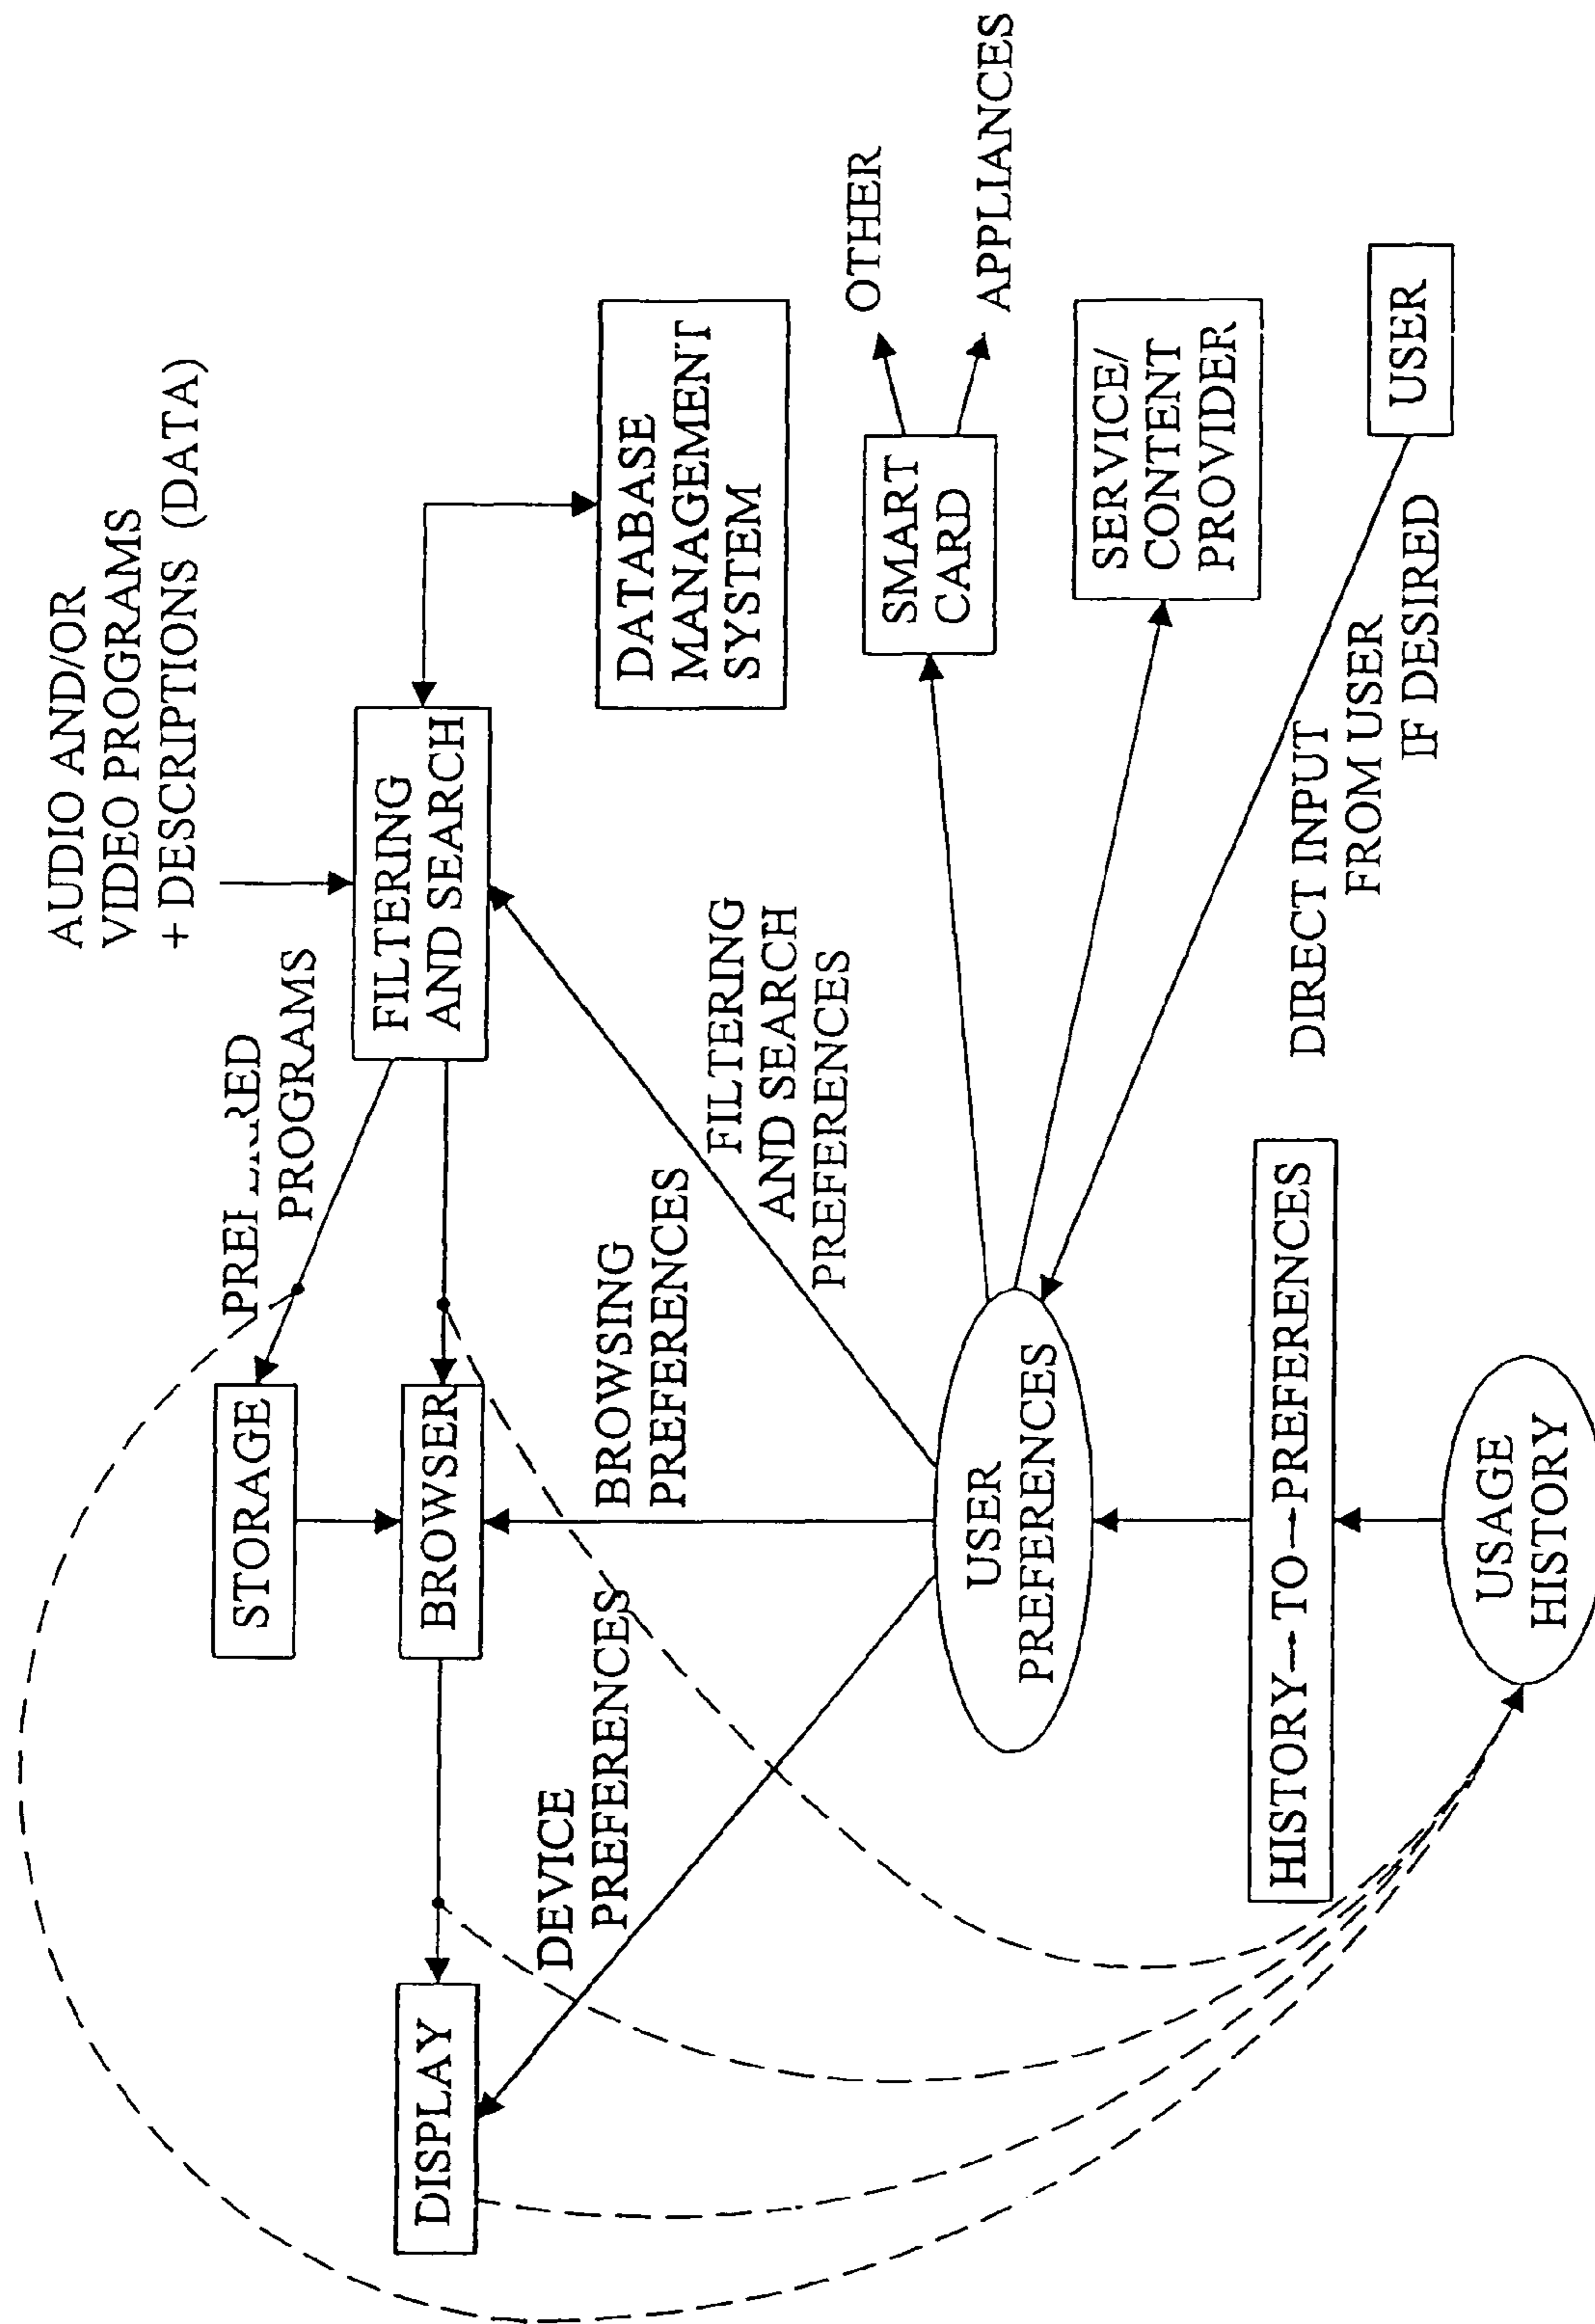 AUDIO AND/OR
VIDEO PROGRAMS
+ DESCRIPTIONS (DATA)
PROGRAMS
STORAGE
FILTERING
AND SEARCH
DISPLAY
BROWSER
DATABASE
MANAGEMENT
SYSTEM
DEVICE
PREFERENCES
BROWSING
PREFERENCES
FILTERING
AND SEARCH
PREFERENCES
OTHER
APPLIANCES
SMART
CARD
USER
PREFERENCES
SERVICE/
CONTENT
PROVIDER
HISTORY-TO-PREFERENCES
DIRECT INPUT
FROM USER
IF DESIRED
USER
USAGE
HISTORY